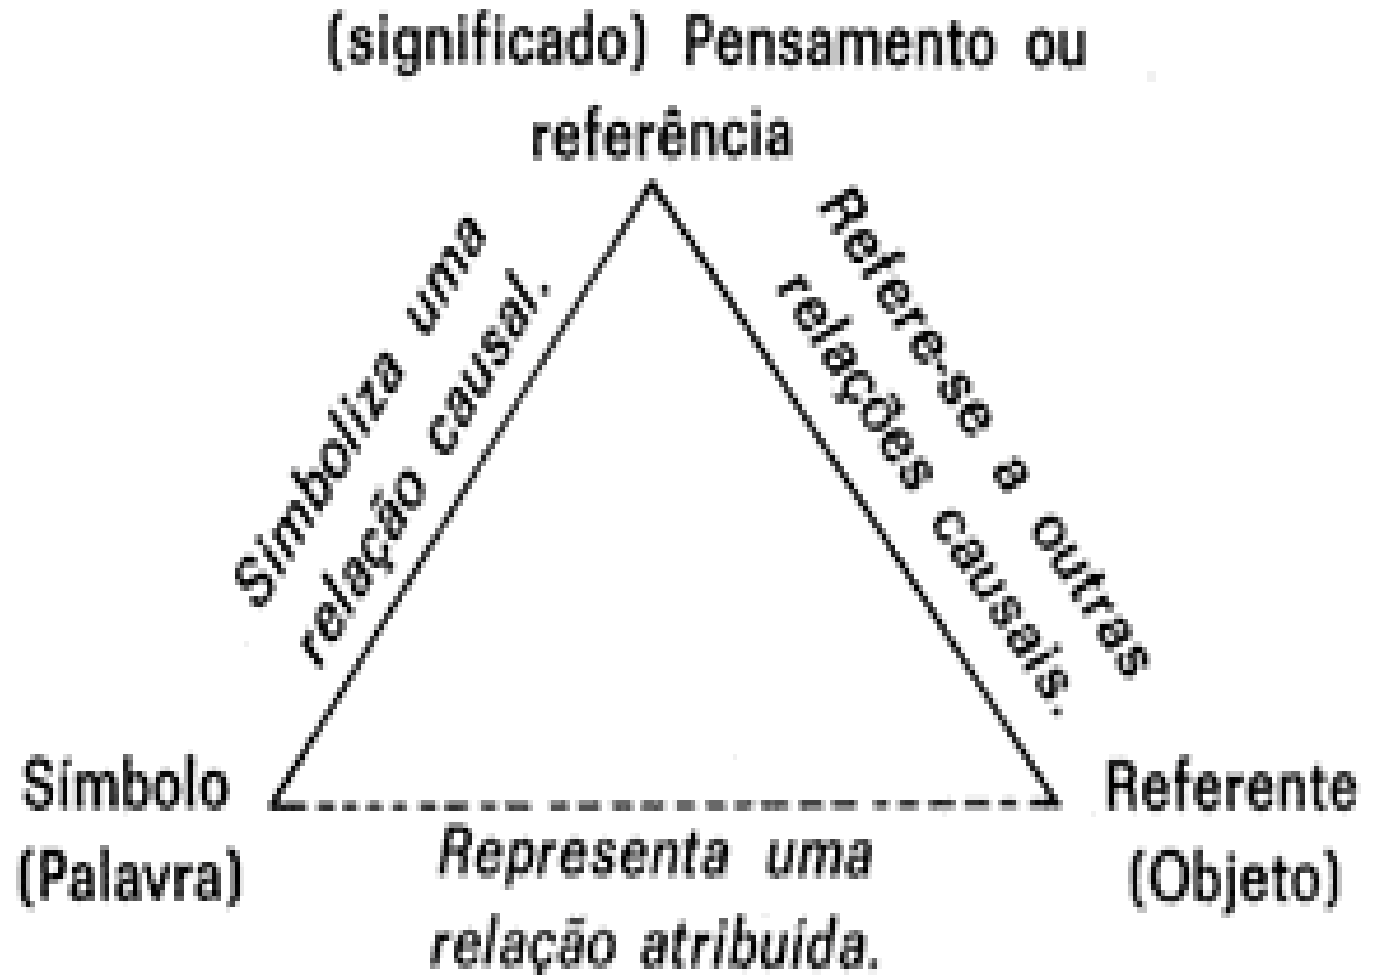 (significado) Pensamento ou
referência
Simboliza uma
relação causal.
Refere-se a outras
relações causais.
Símbolo
(Palavra)
Referente
(Objeto)
Representa uma
relação atribuída.